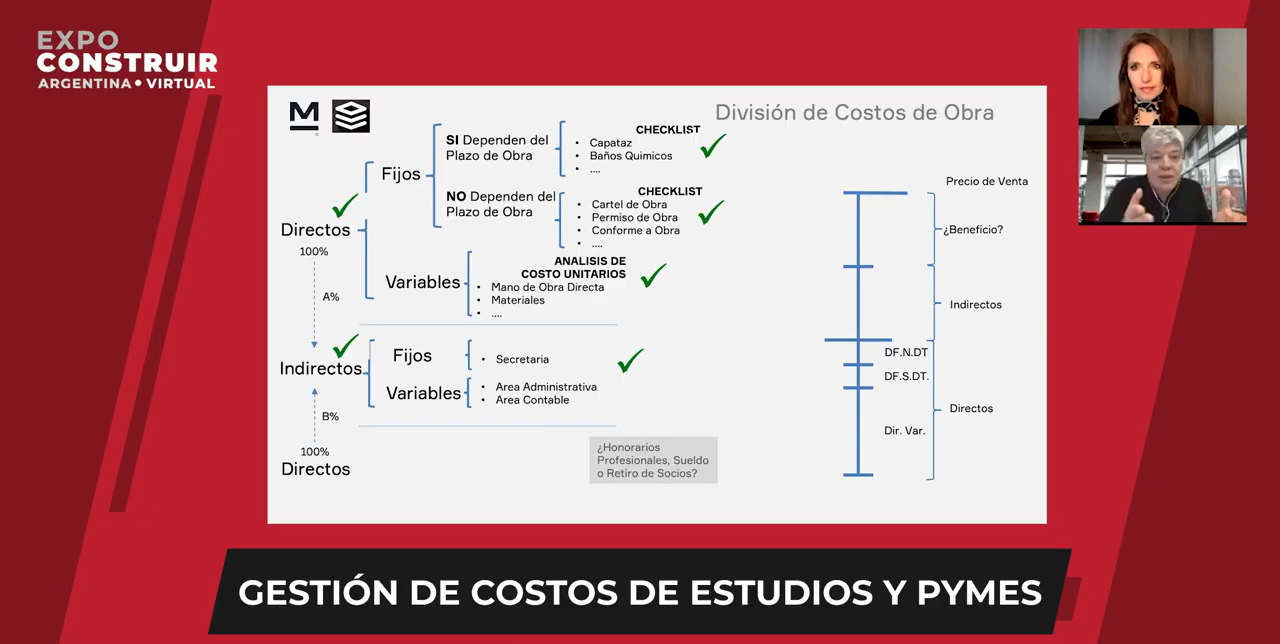 EXPO
CONSTRUIR
ARGENTINA • VIRTUAL
M
División de Costos de Obra
Directos
100%
A%
Fijos
SI Dependen del
Plazo de Obra
CHECKLIST
• Capataz
• Baños Quimicos
• ....
NO Dependen del
Plazo de Obra
CHECKLIST
• Cartel de Obra
• Permiso de Obra
• Conforme a Obra
• ....
Variables
ANALISIS DE
COSTO UNITARIOS
• Mano de Obra Directa
• Materiales
• ....
Indirectos
Fijos
• Secretaria
Variables
• Area Administrativa
• Area Contable
B%
100%
Directos
¿Honorarios
Profesionales, Sueldo
o Retiro de Socios?
Precio de Venta
¿Beneficio?
Indirectos
DF.N.DT
DF.S.DT.
Directos
Dir. Var.
GESTIÓN DE COSTOS DE ESTUDIOS Y PYMES